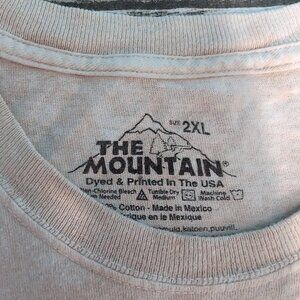 SIZE 2XL
THE
MOUNTAIN®
Dyed & Printed In The USA
-Chlorine Bleach Tumble Dry Machine
Needed Medium Wash Cold
% Cotton - Made in Mexico
en le Mexique